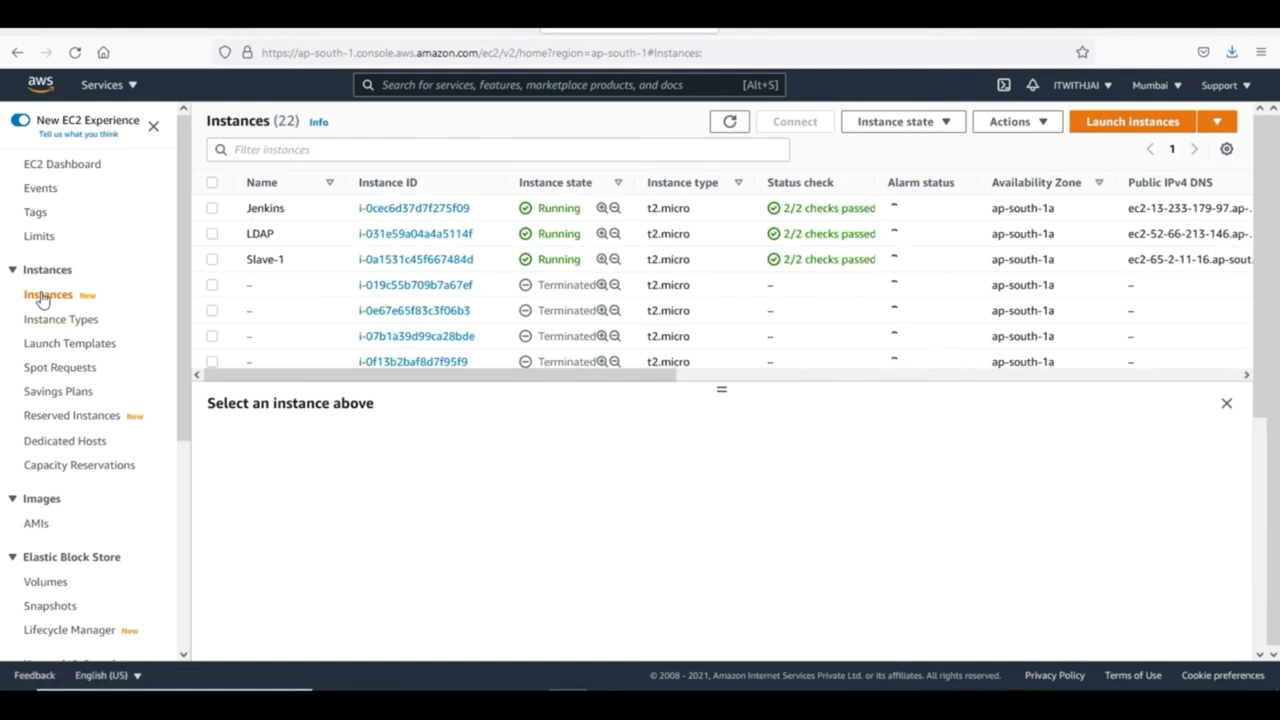 https://ap-south-1.console.aws.amazon.com/ec2/v2/home?region=ap-south-1#Instances:
aws Services Search for services, features, marketplace products, and docs [Alt+S] ITWITHJAI Mumbai Support
New EC2 Experience
Tell us what you think
EC2 Dashboard
Events
Tags
Limits
Instances
Instances New
Instance Types
Launch Templates
Spot Requests
Savings Plans
Reserved Instances New
Dedicated Hosts
Capacity Reservations
Images
AMIs
Elastic Block Store
Volumes
Snapshots
Lifecycle Manager New
Instances (22) Info Connect Instance state Actions Launch instances
Filter instances 1
Name Instance ID Instance state Instance type Status check Alarm status Availability Zone Public IPv4 DNS
Jenkins i-0cec6d37d7f275f09 Running t2.micro 2/2 checks passed ap-south-1a ec2-13-233-179-97.ap-...
LDAP i-031e59a04a4a5114f Running t2.micro 2/2 checks passed ap-south-1a ec2-52-66-213-146.ap-...
Slave-1 i-0a1531c45f667484d Running t2.micro 2/2 checks passed ap-south-1a ec2-65-2-11-16.ap-sout...
– i-019c55b709b7a67ef Terminated t2.micro – ap-south-1a –
– i-0e67e65f83c3f06b3 Terminated t2.micro – ap-south-1a –
– i-07b1a39d99ca28bde Terminated t2.micro – ap-south-1a –
– i-0f13b2baf8d7f95f9 Terminated t2.micro – ap-south-1a –
Select an instance above
Feedback English (US) © 2008 - 2021, Amazon Internet Services Private Ltd. or its affiliates. All rights reserved. Privacy Policy Terms of Use Cookie preferences